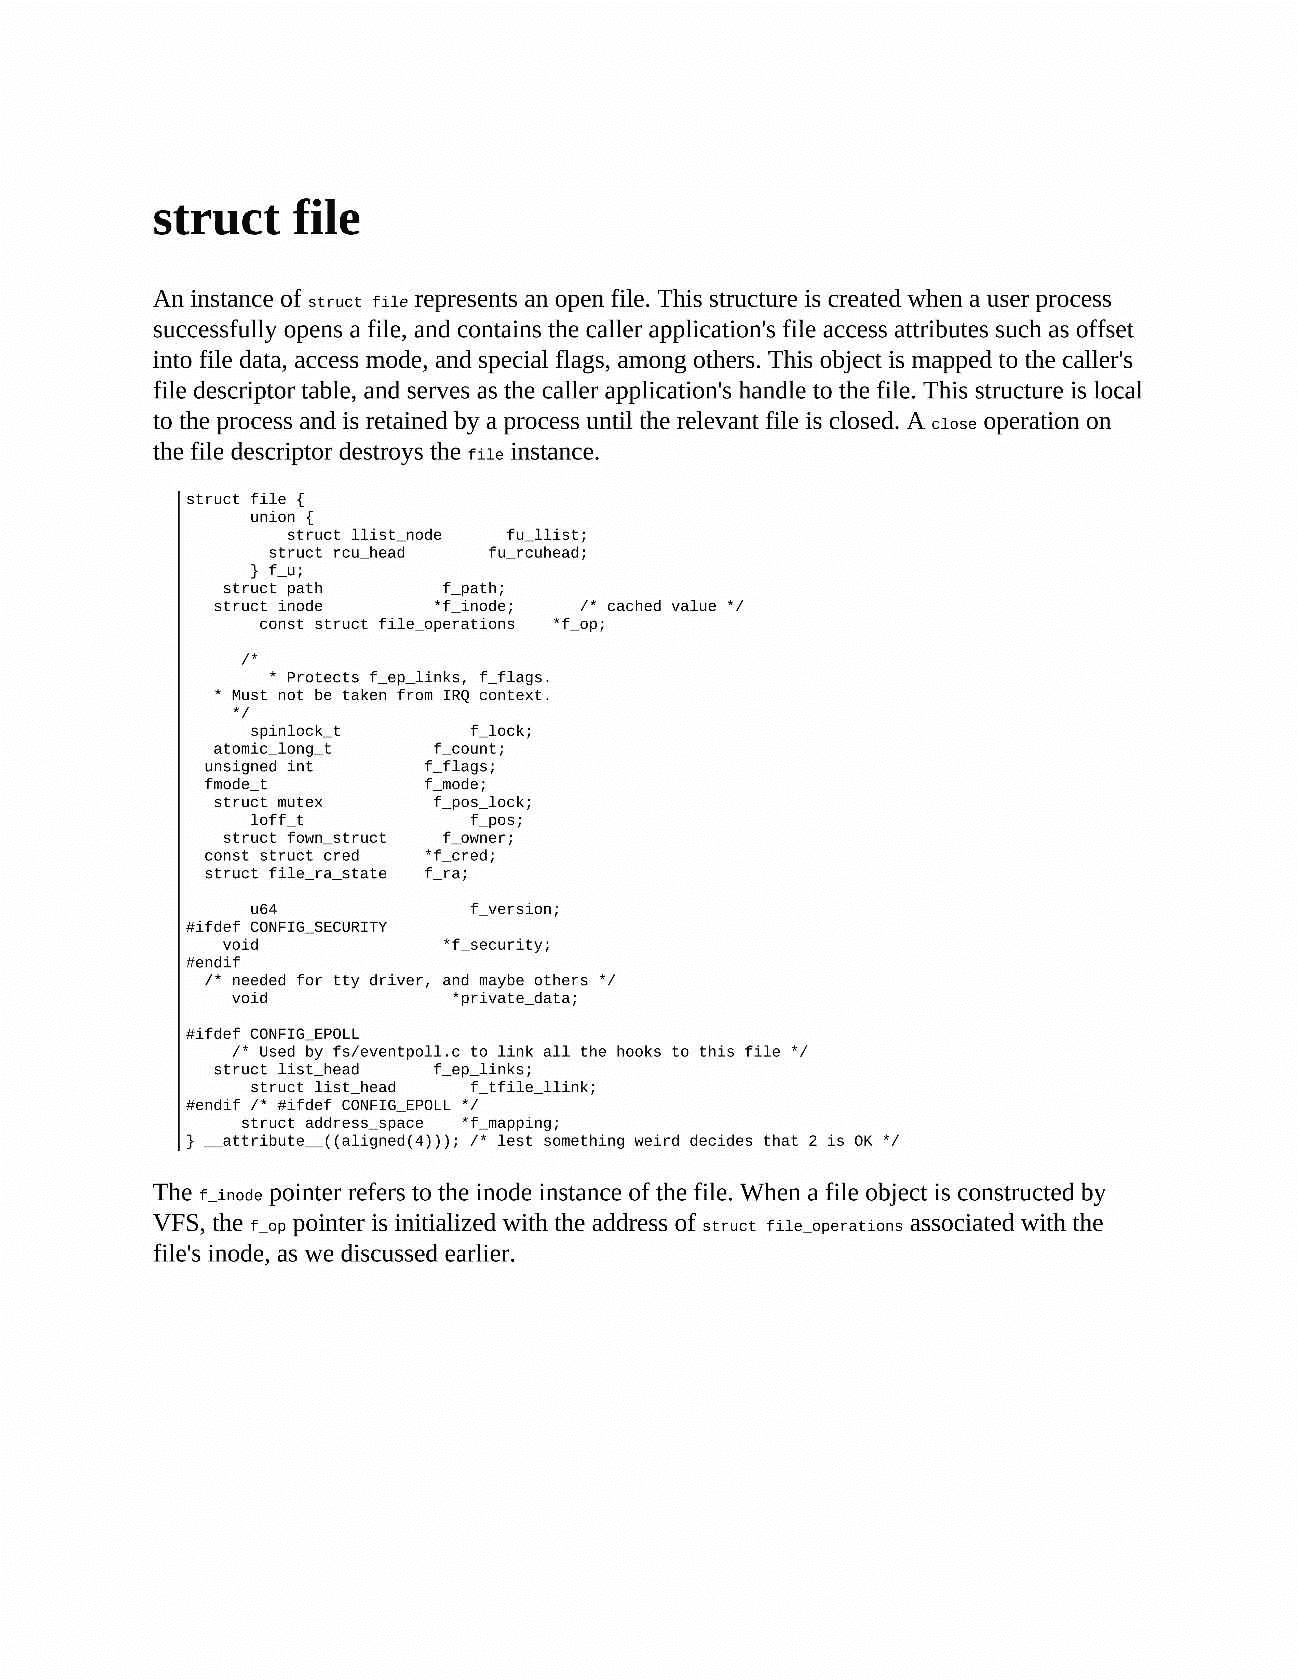 struct file
An instance of struct file represents an open file. This structure is created when a user process
successfully opens a file, and contains the caller application's file access attributes such as offset
into file data, access mode, and special flags, among others. This object is mapped to the caller's
file descriptor table, and serves as the caller application's handle to the file. This structure is local
to the process and is retained by a process until the relevant file is closed. A close operation on
the file descriptor destroys the file instance.
struct file {
       union {
           struct llist_node       fu_llist;
         struct rcu_head         fu_rcuhead;
       } f_u;
    struct path             f_path;
   struct inode            *f_inode;       /* cached value */
        const struct file_operations    *f_op;

      /*
         * Protects f_ep_links, f_flags.
   * Must not be taken from IRQ context.
     */
       spinlock_t              f_lock;
   atomic_long_t           f_count;
  unsigned int            f_flags;
  fmode_t                 f_mode;
   struct mutex            f_pos_lock;
       loff_t                  f_pos;
    struct fown_struct      f_owner;
  const struct cred       *f_cred;
  struct file_ra_state    f_ra;

       u64                     f_version;
#ifdef CONFIG_SECURITY
    void                    *f_security;
#endif
  /* needed for tty driver, and maybe others */
     void                    *private_data;

#ifdef CONFIG_EPOLL
     /* Used by fs/eventpoll.c to link all the hooks to this file */
   struct list_head        f_ep_links;
       struct list_head        f_tfile_llink;
#endif /* #ifdef CONFIG_EPOLL */
      struct address_space    *f_mapping;
} __attribute__((aligned(4))); /* lest something weird decides that 2 is OK */
The f_inode pointer refers to the inode instance of the file. When a file object is constructed by
VFS, the f_op pointer is initialized with the address of struct file_operations associated with the
file's inode, as we discussed earlier.